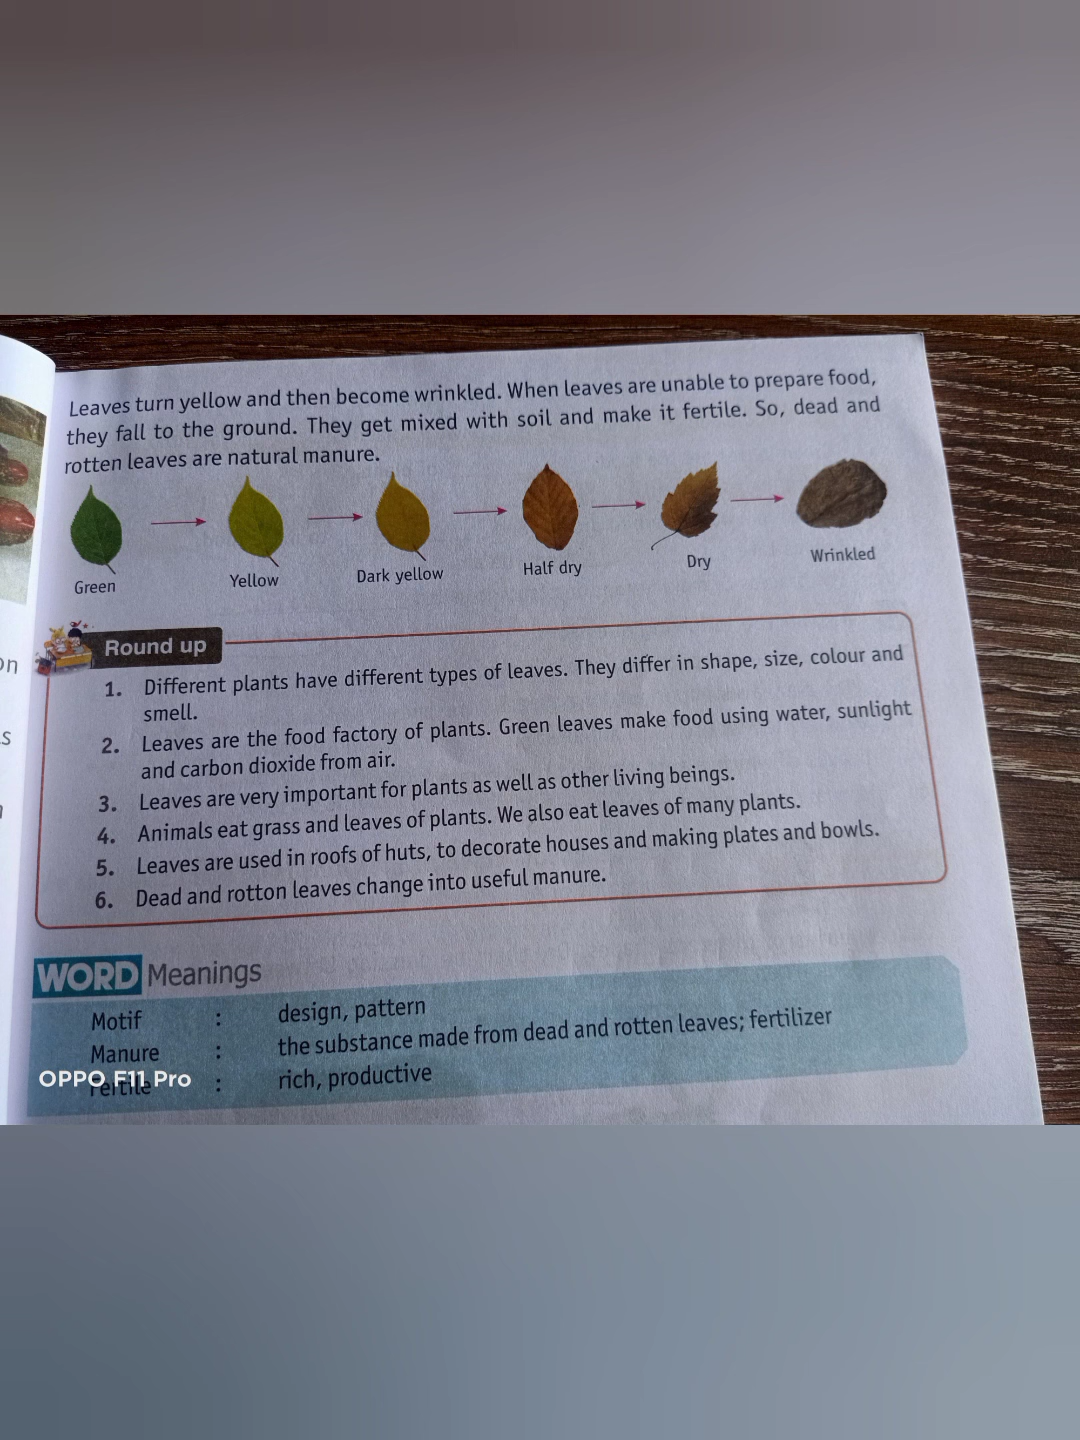 Leaves turn yellow and then become wrinkled. When leaves are unable to prepare food,
they fall to the ground. They get mixed with soil and make it fertile. So, dead and
rotten leaves are natural manure.
Green
Yellow
Dark yellow
Half dry
Dry
Wrinkled
Round up
1. Different plants have different types of leaves. They differ in shape, size, colour and
smell.
2. Leaves are the food factory of plants. Green leaves make food using water, sunlight
and carbon dioxide from air.
3. Leaves are very important for plants as well as other living beings.
4. Animals eat grass and leaves of plants. We also eat leaves of many plants.
5. Leaves are used in roofs of huts, to decorate houses and making plates and bowls.
6. Dead and rotton leaves change into useful manure.
WORD Meanings
Motif : design, pattern
Manure : the substance made from dead and rotten leaves; fertilizer
Fertile : rich, productive
OPPO F11 Pro